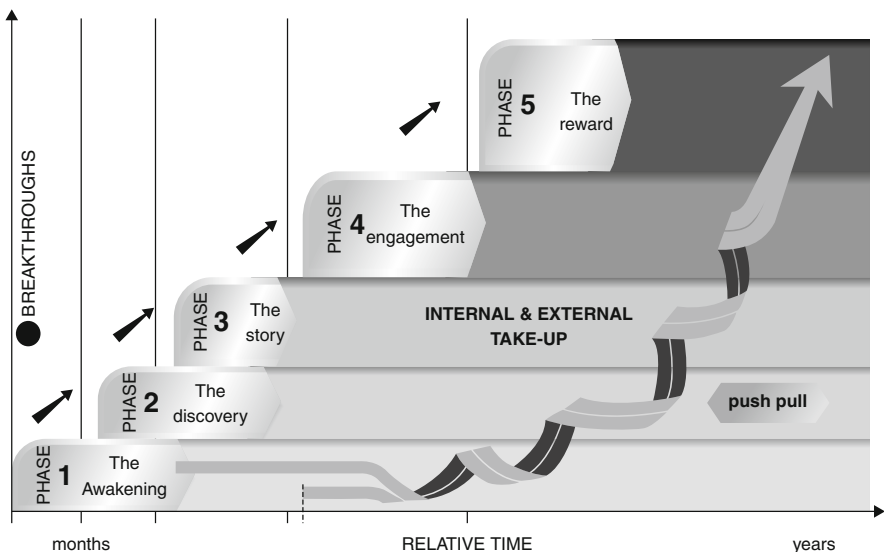 BREAKTHROUGHS
PHASE 5 The
reward
PHASE 4 The
engagement
PHASE 3 The
story
INTERNAL & EXTERNAL
TAKE-UP
PHASE 2 The
discovery
push pull
PHASE 1 The
Awakening
months RELATIVE TIME years